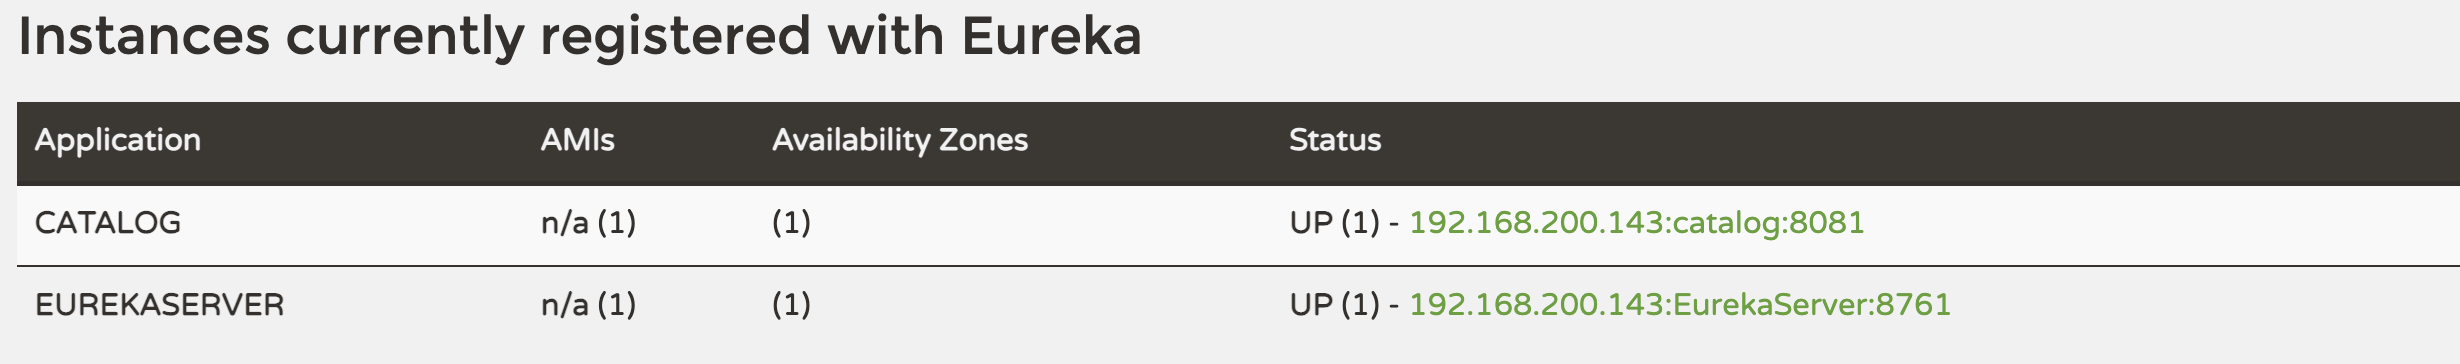 Instances currently registered with Eureka
Application AMIs Availability Zones Status
CATALOG n/a (1) (1) UP (1) - 192.168.200.143:catalog:8081
EUREKASERVER n/a (1) (1) UP (1) - 192.168.200.143:EurekaServer:8761